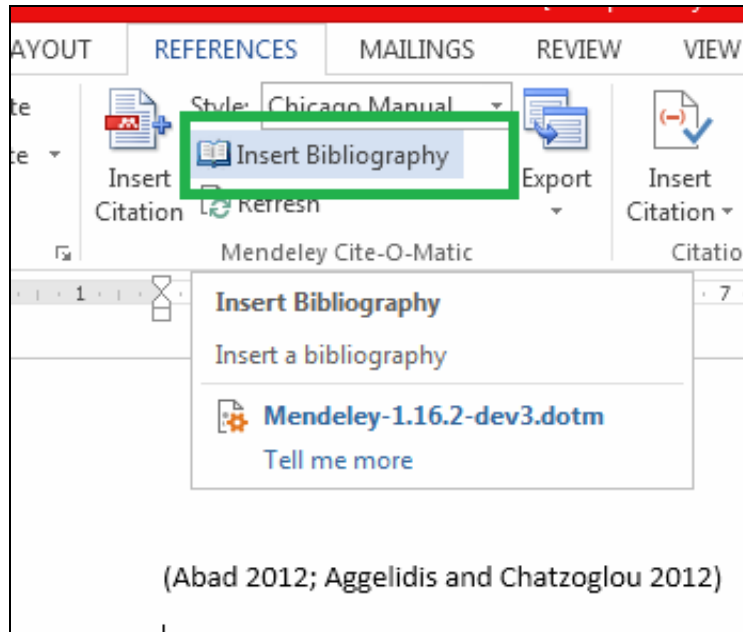 AYOUT REFERENCES MAILINGS REVIEW VIEW
te Style: Chicago Manual
ce Insert Bibliography
Insert Citation Refresh Export Insert Citation
Mendeley Cite-O-Matic Citatio
1 7
Insert Bibliography
Insert a bibliography
Mendeley-1.16.2-dev3.dotm
Tell me more
(Abad 2012; Aggelidis and Chatzoglou 2012)